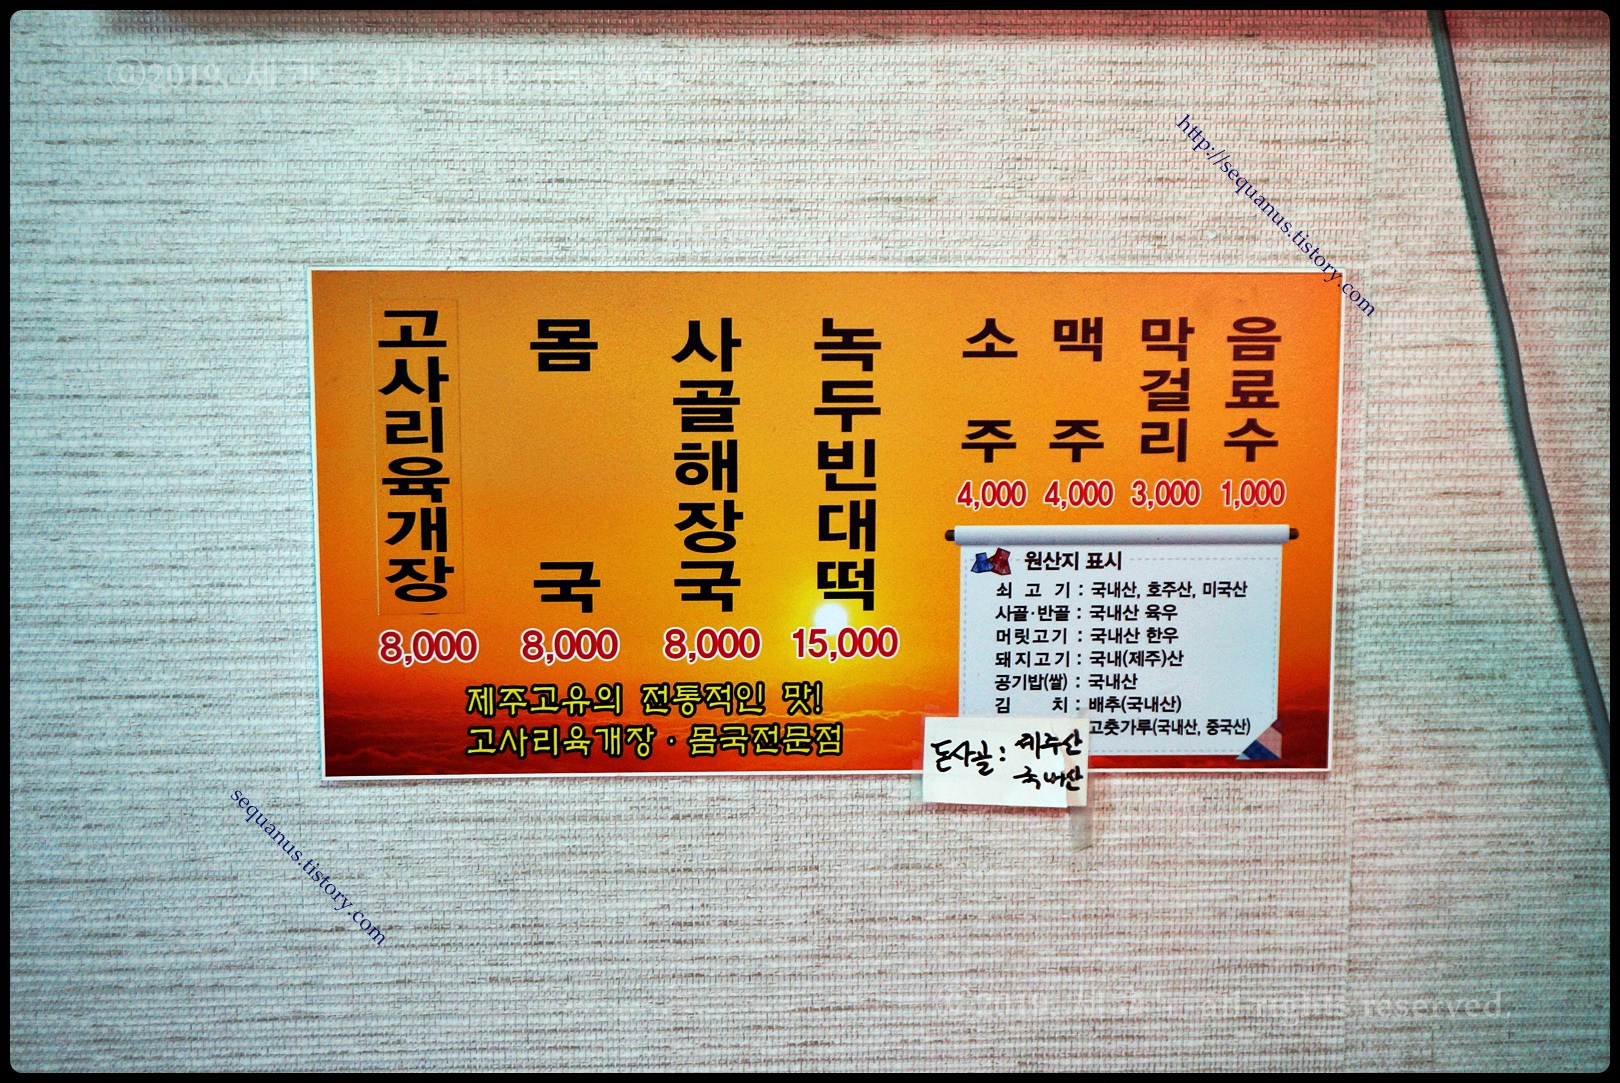 ©2019.
http://sequanus.tistory.com
고사리육개장
8,000
몸국
8,000
사골해장국
8,000
녹두빈대떡
15,000
소주
4,000
맥주
4,000
막걸리
3,000
음료수
1,000
제주고유의 전통적인 맛!
고사리육개장 · 몸국전문점
원산지 표시
쇠고기 : 국내산, 호주산, 미국산
사골·반골 : 국내산 육우
머릿고기 : 국내산 한우
돼지고기 : 국내(제주)산
공기밥(쌀) : 국내산
김치 : 배추(국내산)
고춧가루(국내산, 중국산)
돈사골 : 제주산
국내산
sequanus.tistory.com
©2019. all rights reserved.